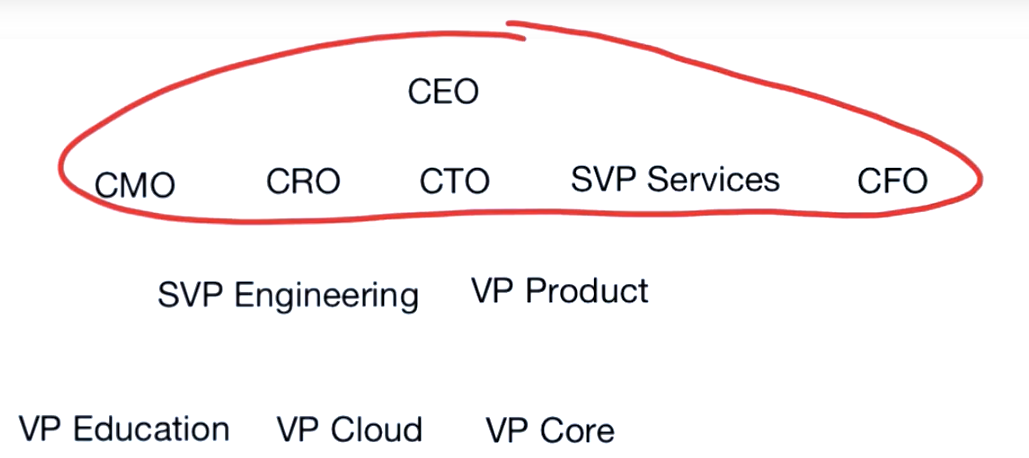 CEO
CMO CRO CTO SVP Services CFO
SVP Engineering VP Product
VP Education VP Cloud VP Core